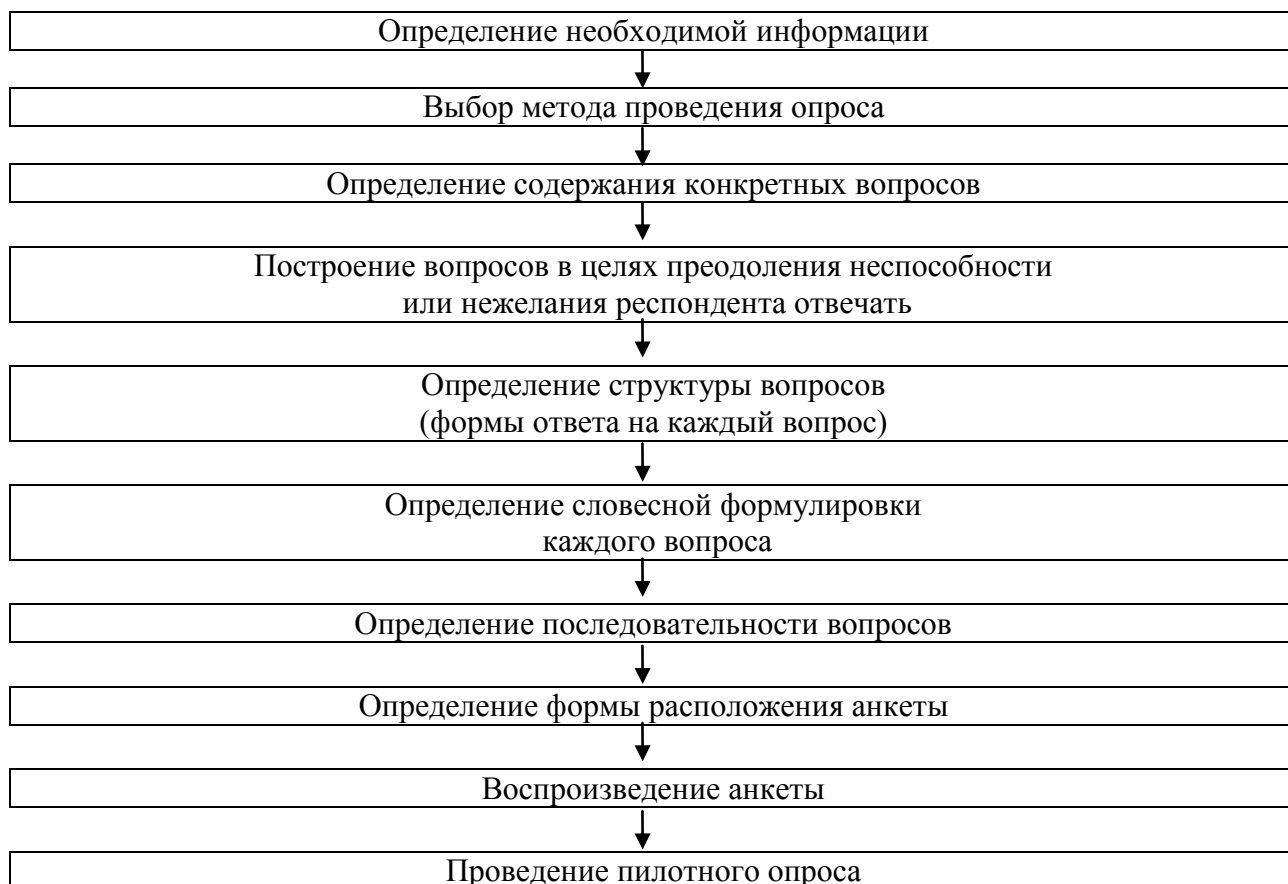 Определение необходимой информации
Выбор метода проведения опроса
Определение содержания конкретных вопросов
Построение вопросов в целях преодоления неспособности
или нежелания респондента отвечать
Определение структуры вопросов
(формы ответа на каждый вопрос)
Определение словесной формулировки
каждого вопроса
Определение последовательности вопросов
Определение формы расположения анкеты
Воспроизведение анкеты
Проведение пилотного опроса